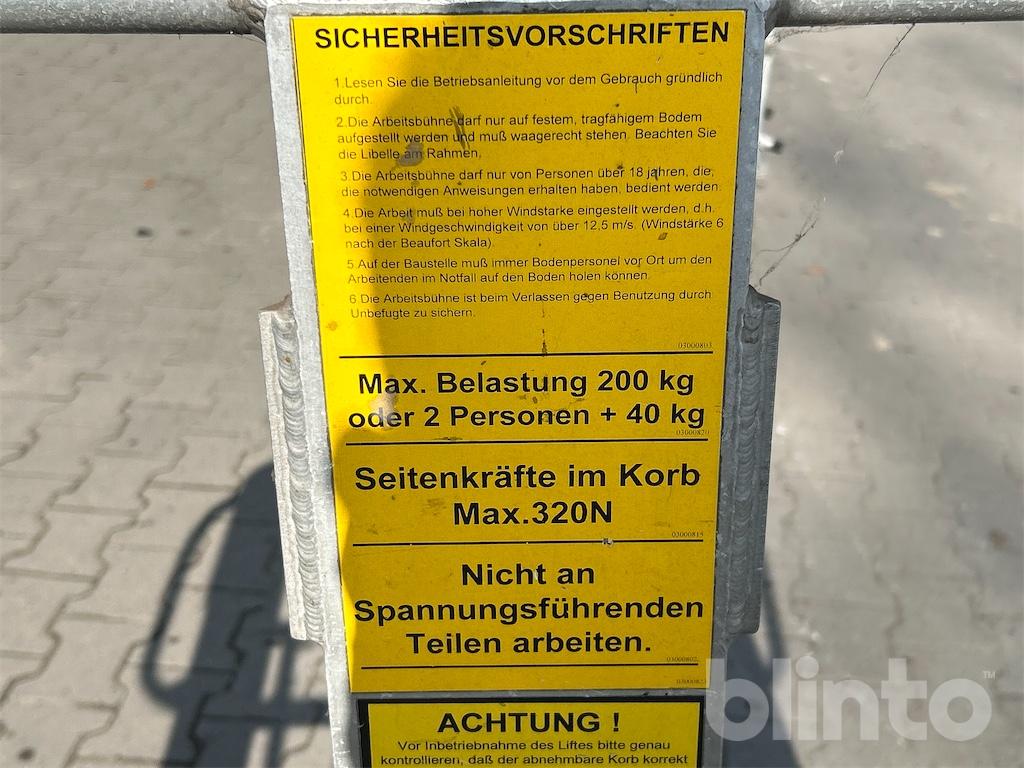 SICHERHEITSVORSCHRIFTEN
1.Lesen Sie die Betriebsanleitung vor dem Gebrauch gründlich
durch.
2.Die Arbeitsbühne darf nur auf festem, tragfähigem Bodem
aufgestellt werden und muß waagerecht stehen. Beachten Sie
die Libelle am Rahmen,
3.Die Arbeitsbühne darf nur von Personen über 18 jahren, die,
die notwendigen Anweisungen erhalten haben, bedient werden.
4.Die Arbeit muß bei hoher Windstarke eingestellt werden, d.h.
bei einer Windgeschwindigkeit von über 12,5 m/s. (Windstärke 6
nach der Beaufort Skala).
5.Auf der Baustelle muß immer Bodenpersonel vor Ort um den
Arbeitenden im Notfall auf den Boden holen können.
6.Die Arbeitsbühne ist beim Verlassen gegen Benutzung durch
Unbefugte zu sichern.
03000803
Max. Belastung 200 kg
oder 2 Personen + 40 kg
03000820
Seitenkräfte im Korb
Max.320N
03000815
Nicht an
Spannungsführenden
Teilen arbeiten.
03000802
03000823
ACHTUNG !
Vor Inbetriebnahme des Liftes bitte genau
kontrollieren, daß der abnehmbare Korb korrekt
blinto™